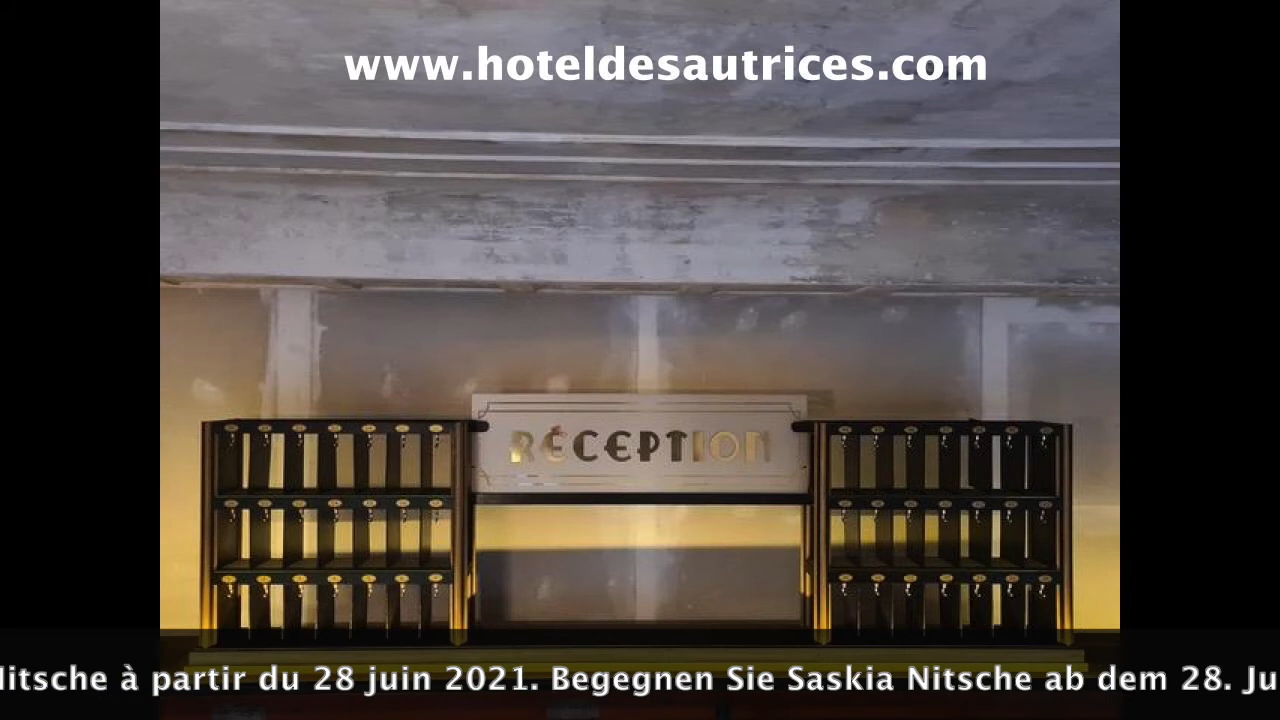 www.hoteldesautrices.com
RÉCEPTION
itsche à partir du 28 juin 2021. Begegnen Sie Saskia Nitsche ab dem 28. Ju